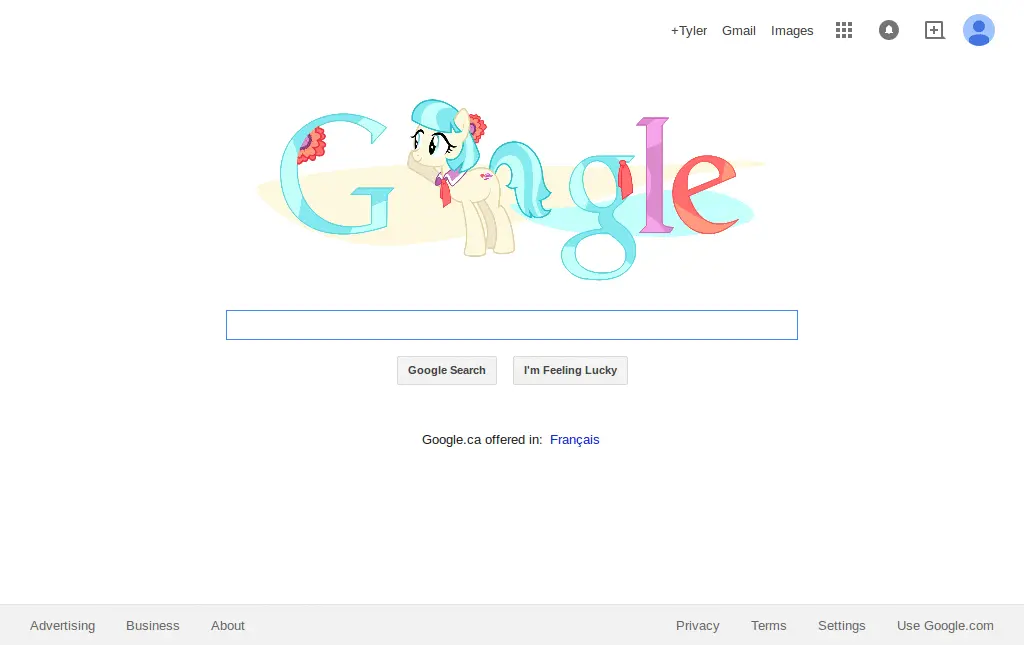 +Tyler Gmail Images
Google
Google Search I'm Feeling Lucky
Google.ca offered in: Français
Advertising Business About Privacy Terms Settings Use Google.com